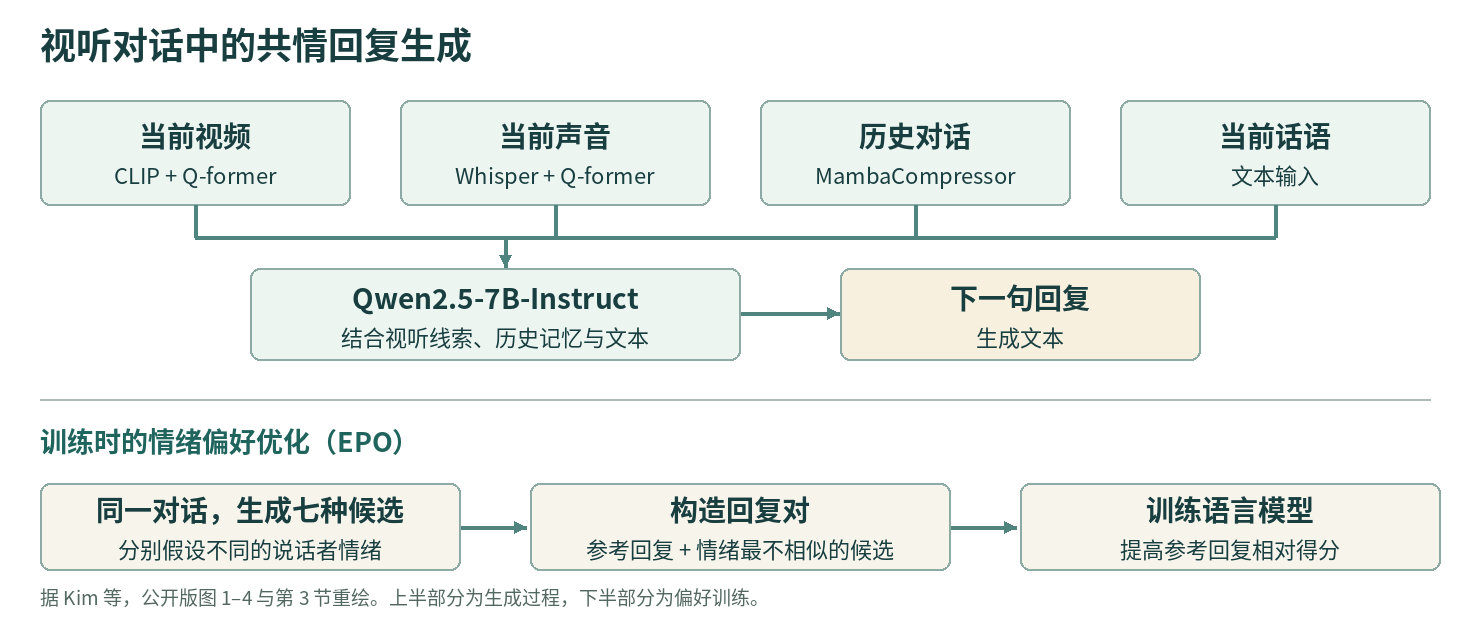 视听对话中的共情回复生成
当前视频
CLIP + Q-former
当前声音
Whisper + Q-former
历史对话
MambaCompressor
当前话语
文本输入
Qwen2.5-7B-Instruct
结合视听线索、历史记忆与文本
下一句回复
生成文本
训练时的情绪偏好优化（EPO）
同一对话，生成七种候选
分别假设不同的说话者情绪
构造回复对
参考回复 + 情绪最不相似的候选
训练语言模型
提高参考回复相对得分
据 Kim 等，公开版图 1–4 与第 3 节重绘。上半部分为生成过程，下半部分为偏好训练。